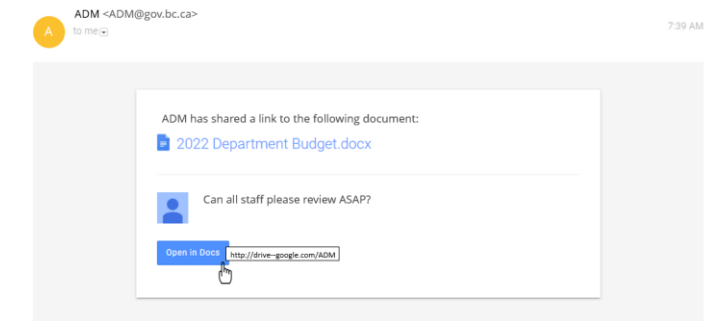 ADM <ADM@gov.bc.ca>
A
to me
7:39 AM
ADM has shared a link to the following document:
2022 Department Budget.docx
Can all staff please review ASAP?
Open in Docs
http://drive--google.com/ADM